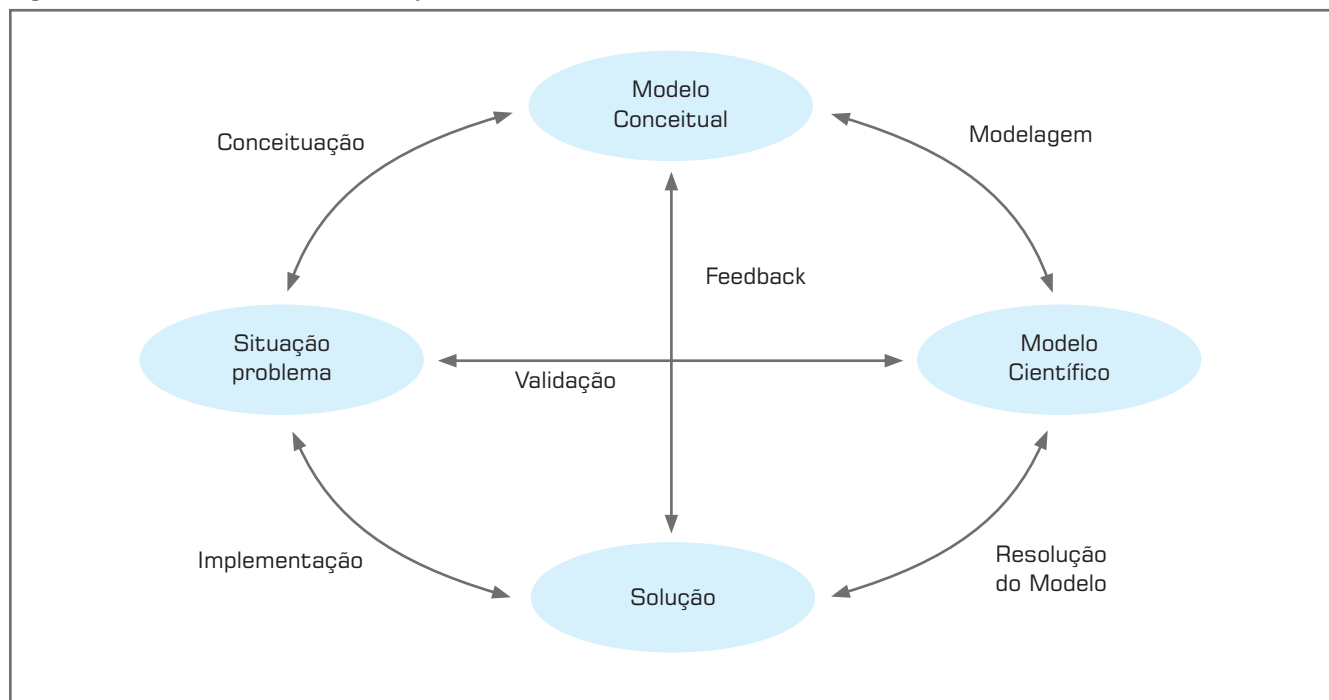 Modelo
Conceitual
Conceituação
Modelagem
Feedback
Situação
problema
Modelo
Científico
Validação
Implementação
Resolução
do Modelo
Solução